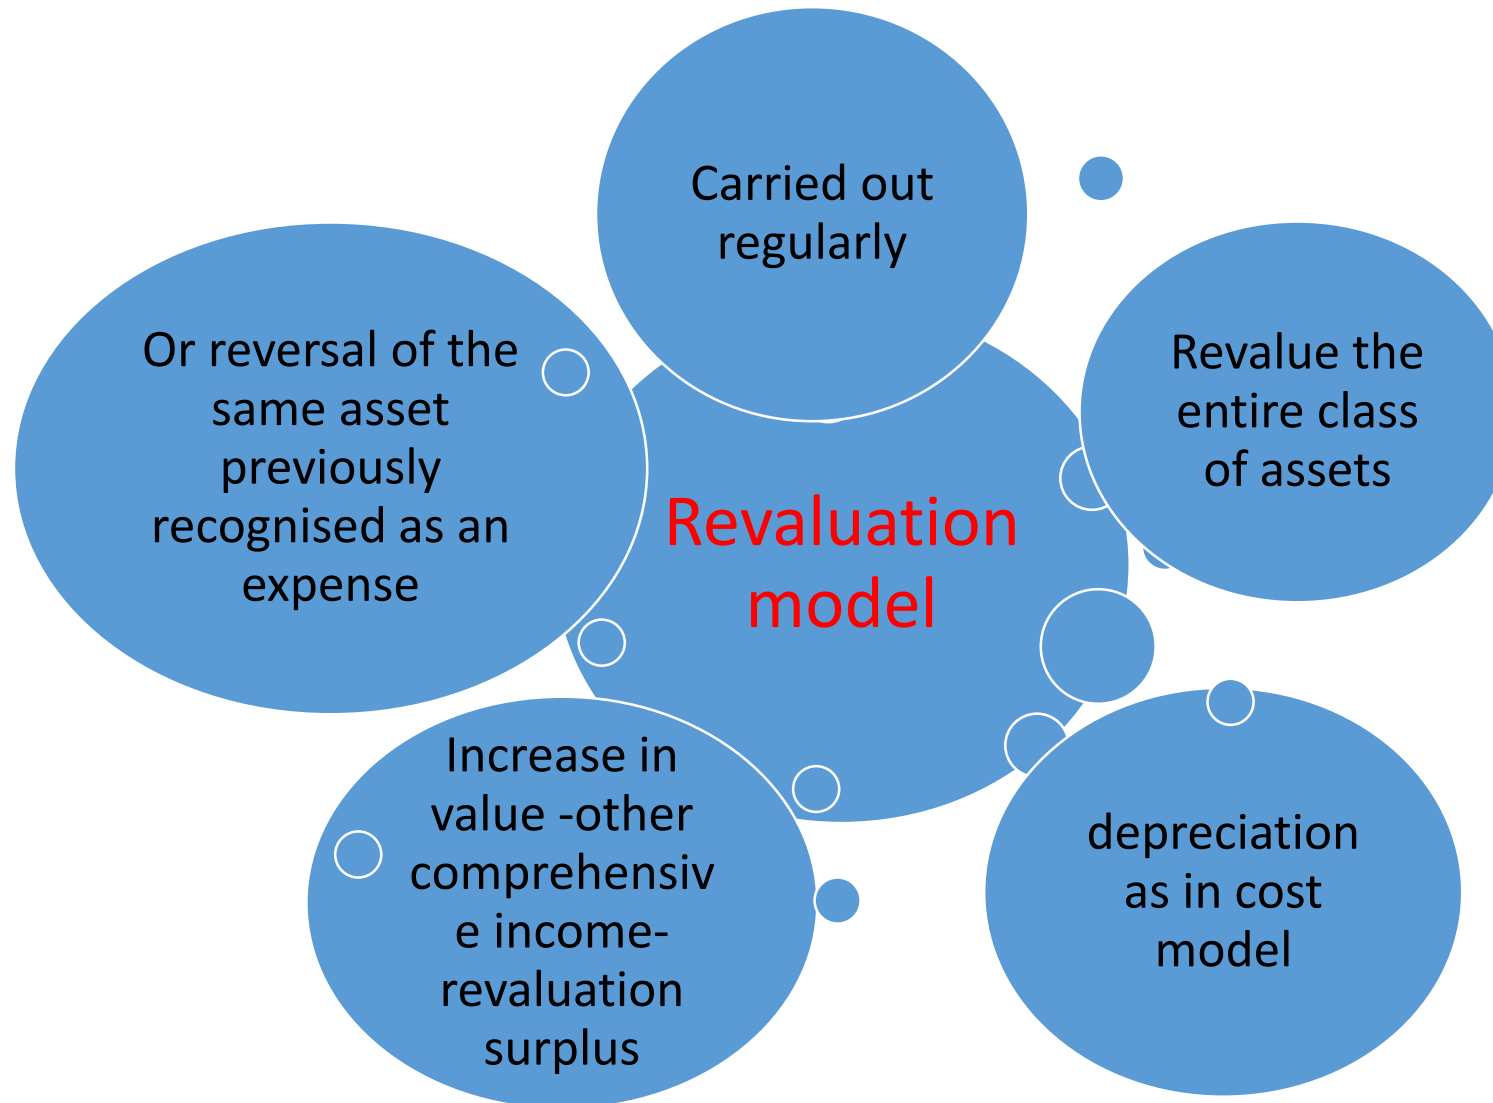 Carried out
regularly
Revalue the
entire class
of assets
depreciation
as in cost
model
Increase in
value -other
comprehensiv
e income-
revaluation
surplus
Or reversal of the
same asset
previously
recognised as an
expense
Revaluation
model